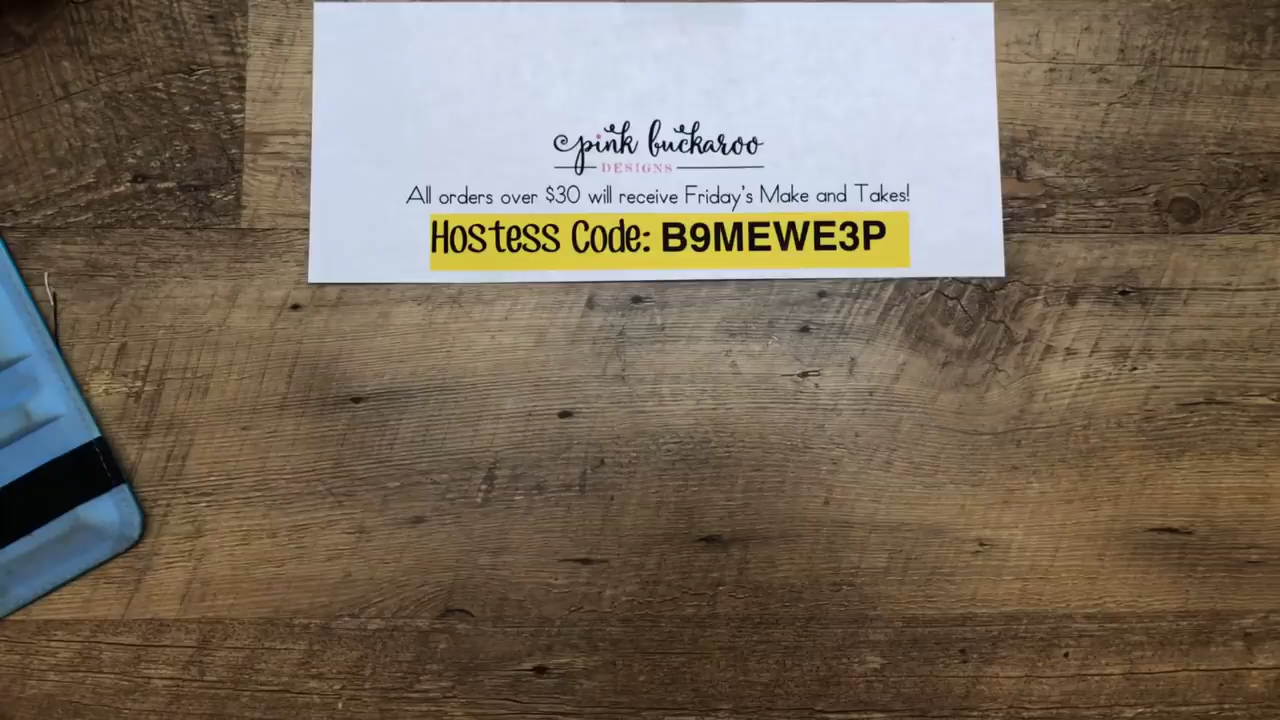 pink buckaroo
DESIGNS
All orders over $30 will receive Friday's Make and Takes!
Hostess Code: B9MEWE3P